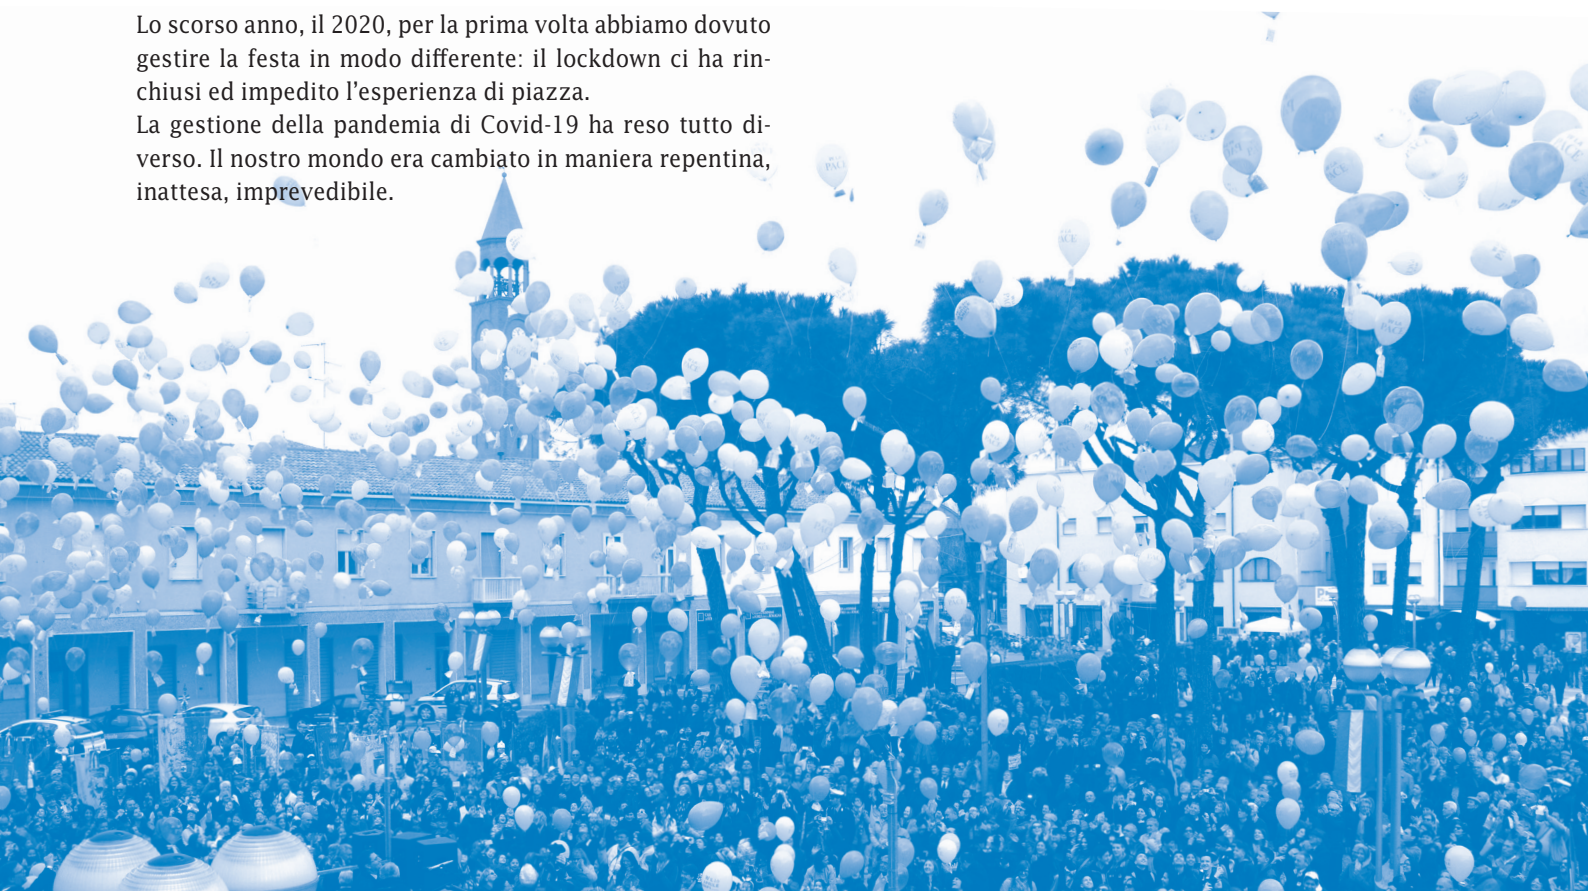 Lo scorso anno, il 2020, per la prima volta abbiamo dovuto
gestire la festa in modo differente: il lockdown ci ha rin-
chiusi ed impedito l'esperienza di piazza.
La gestione della pandemia di Covid-19 ha reso tutto di-
verso. Il nostro mondo era cambiato in maniera repentina,
inattesa, imprevedibile.
PACE